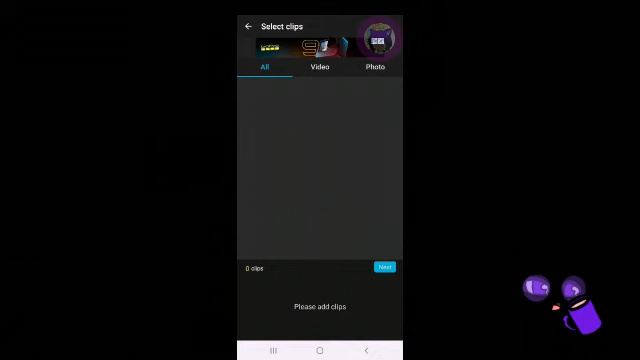 Select clips
All
Video
Photo
0 clips
Next
Please add clips